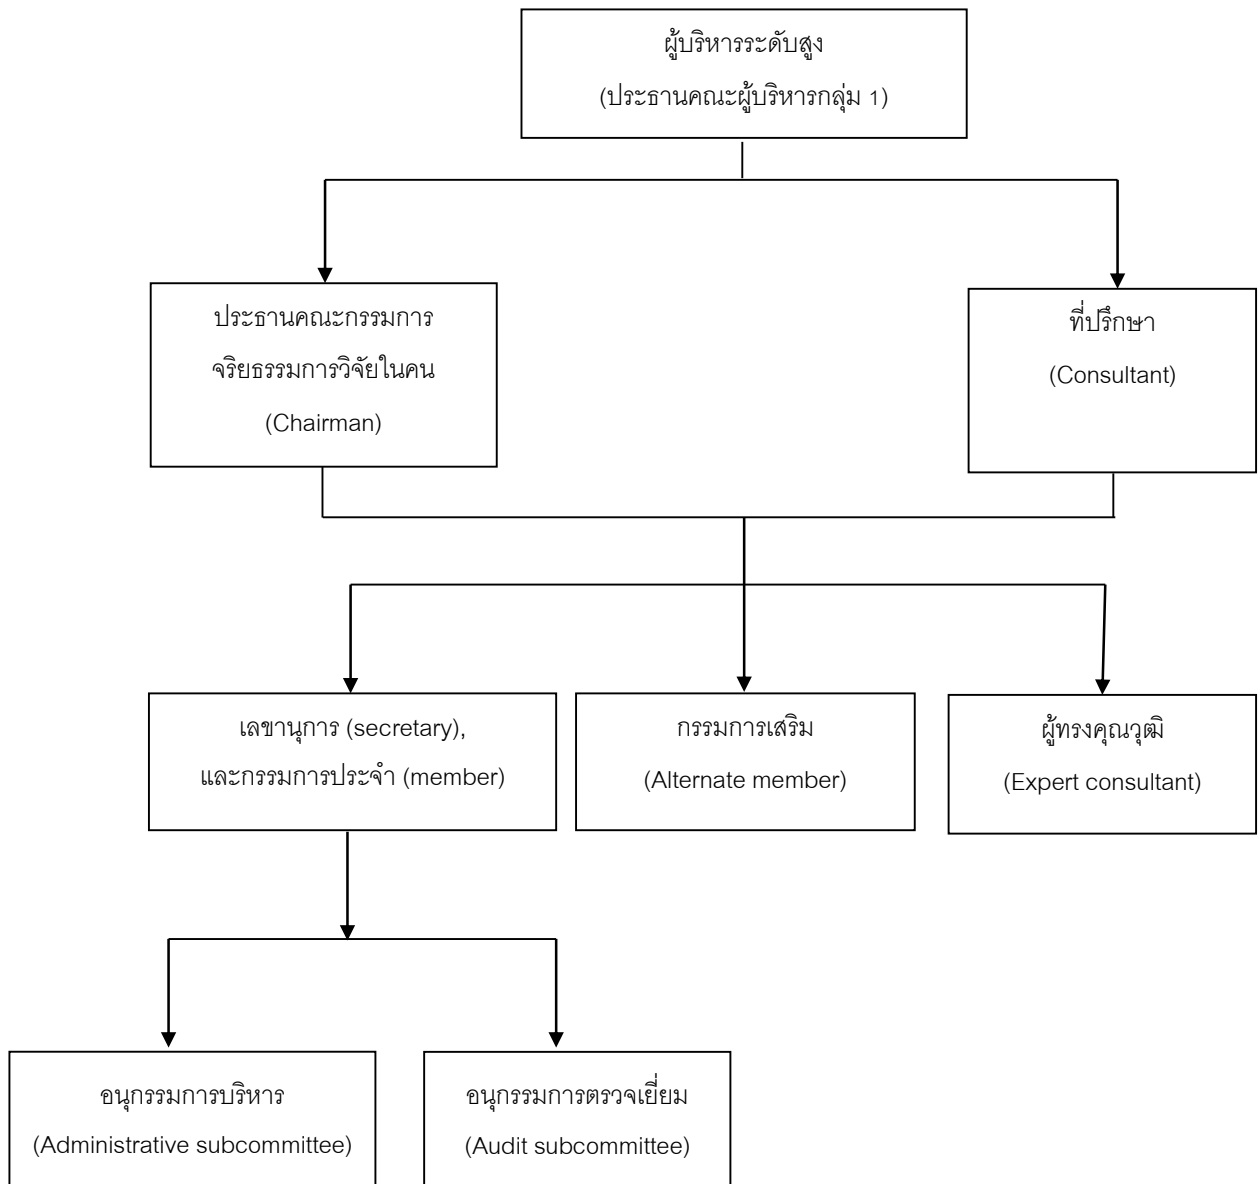 ผู้บริหารระดับสูง
(ประธานคณะผู้บริหารกลุ่ม 1)
ประธานคณะกรรมการ
จริยธรรมการวิจัยในคน
(Chairman)
ที่ปรึกษา
(Consultant)
เลขานุการ (secretary),
และกรรมการประจำ (member)
กรรมการเสริม
(Alternate member)
ผู้ทรงคุณวุฒิ
(Expert consultant)
อนุกรรมการบริหาร
(Administrative subcommittee)
อนุกรรมการตรวจเยี่ยม
(Audit subcommittee)